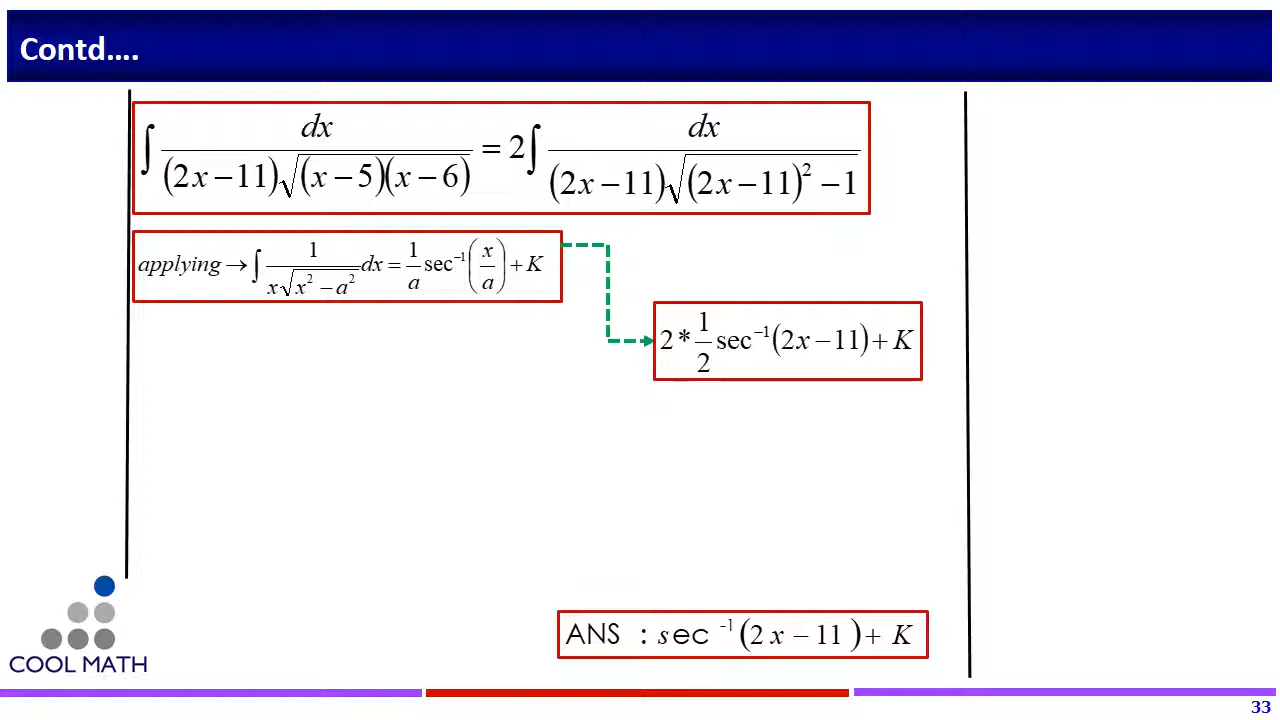 Contd....
∫ dx / ((2x−11)√((x−5)(x−6))) = 2∫ dx / ((2x−11)√((2x−11)²−1))
applying → ∫ 1 / (x√(x²−a²)) dx = 1/a sec⁻¹(x/a) + K
2 * 1/2 sec⁻¹(2x−11) + K
ANS : sec⁻¹(2x−11) + K
COOL MATH
33